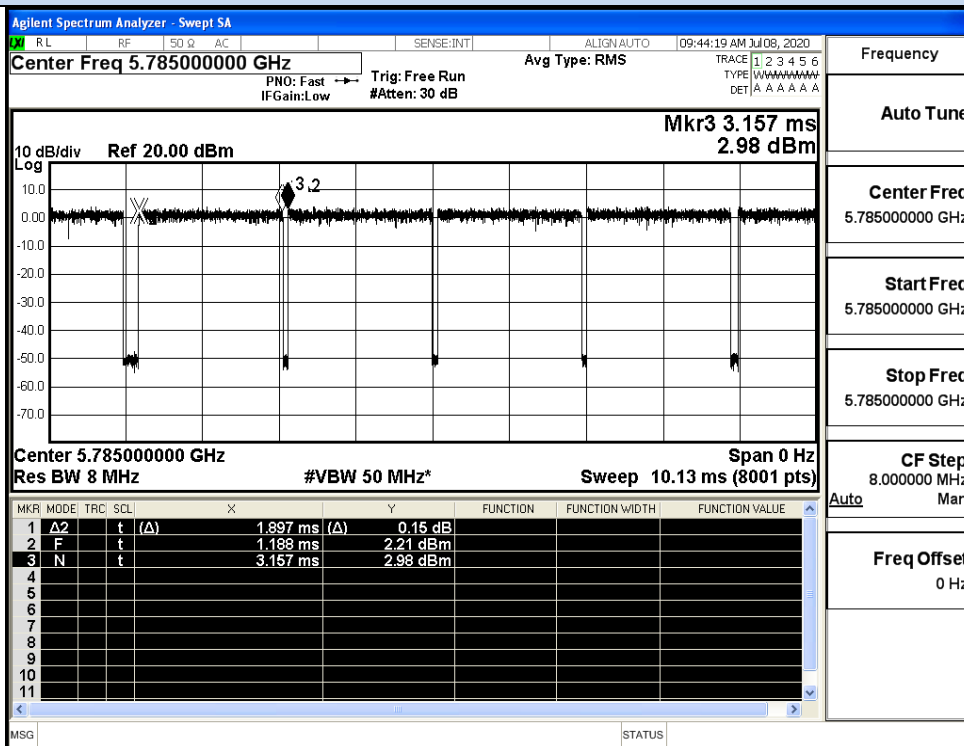 Agilent Spectrum Analyzer - Swept SA
LXI RL RF 50 Ω AC SENSE:INT ALIGN AUTO 09:44:19 AM Jul 08, 2020
Center Freq 5.785000000 GHz
Avg Type: RMS
TRACE 1 2 3 4 5 6
PNO: Fast Trig: Free Run
TYPE WWWWWW
IFGain:Low #Atten: 30 dB
DET A A A A A A
Mkr3 3.157 ms
2.98 dBm
10 dB/div Ref 20.00 dBm
Log
10.0
0.00
-10.0
-20.0
-30.0
-40.0
-50.0
-60.0
-70.0
3 2
Center 5.785000000 GHz Span 0 Hz
Res BW 8 MHz #VBW 50 MHz* Sweep 10.13 ms (8001 pts)
MKR MODE TRC SCL X Y FUNCTION FUNCTION WIDTH FUNCTION VALUE
1 Δ2 t (Δ) 1.897 ms (Δ) 0.15 dB
2 F t 1.188 ms 2.21 dBm
3 N t 3.157 ms 2.98 dBm
4
5
6
7
8
9
10
11
MSG STATUS
Frequency
Auto Tune
Center Freq
5.785000000 GHz
Start Freq
5.785000000 GHz
Stop Freq
5.785000000 GHz
CF Step
8.000000 MHz
Auto Man
Freq Offset
0 Hz